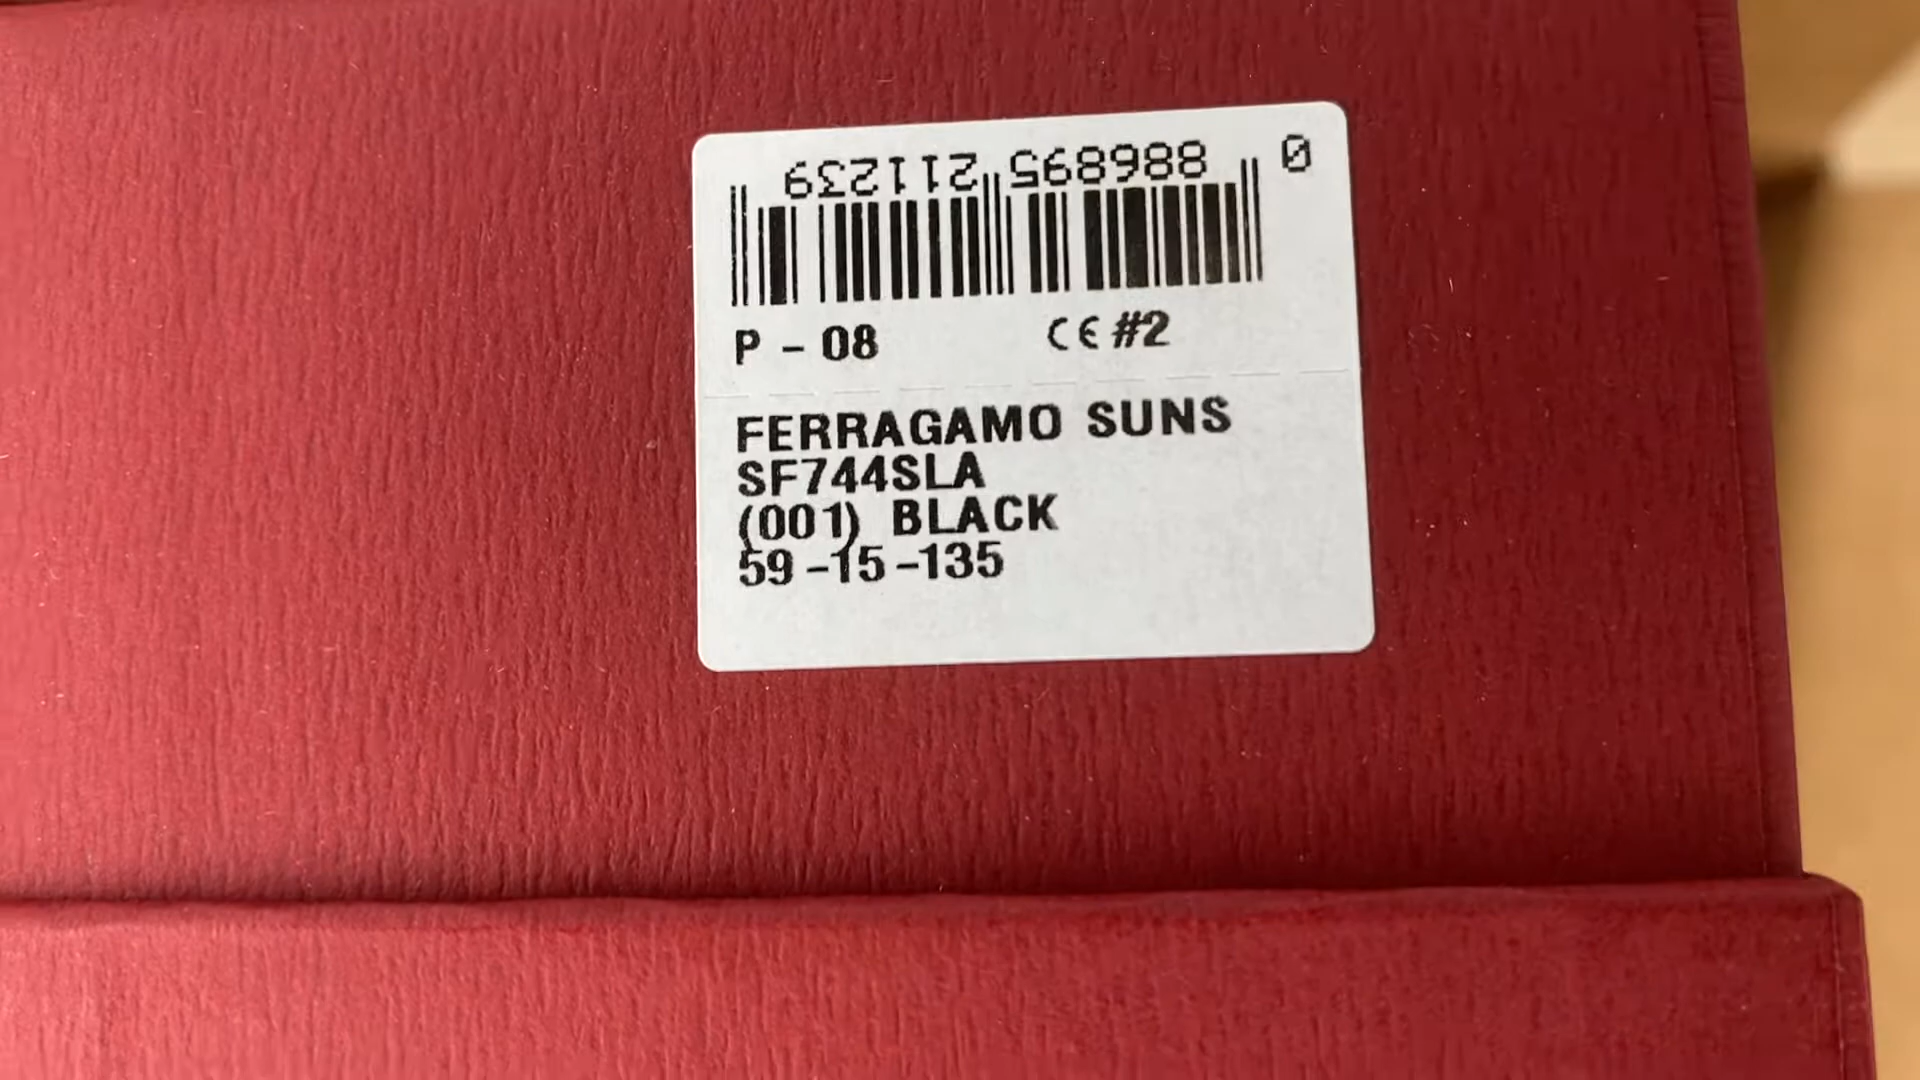 0 886895 211239
P - 08 CE #2
FERRAGAMO SUNS
SF744SLA
(001) BLACK
59-15-135